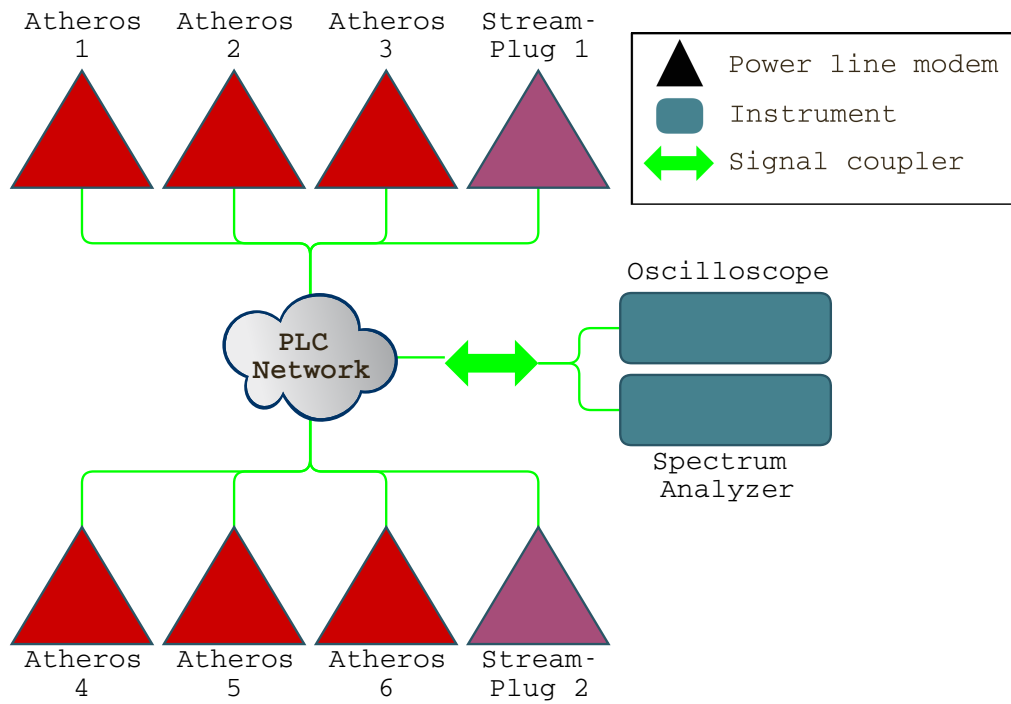 Atheros
1
Atheros
2
Atheros
3
Stream-
Plug 1
Power line modem
Instrument
Signal coupler
Oscilloscope
PLC
Network
Spectrum
Analyzer
Atheros
4
Atheros
5
Atheros
6
Stream-
Plug 2